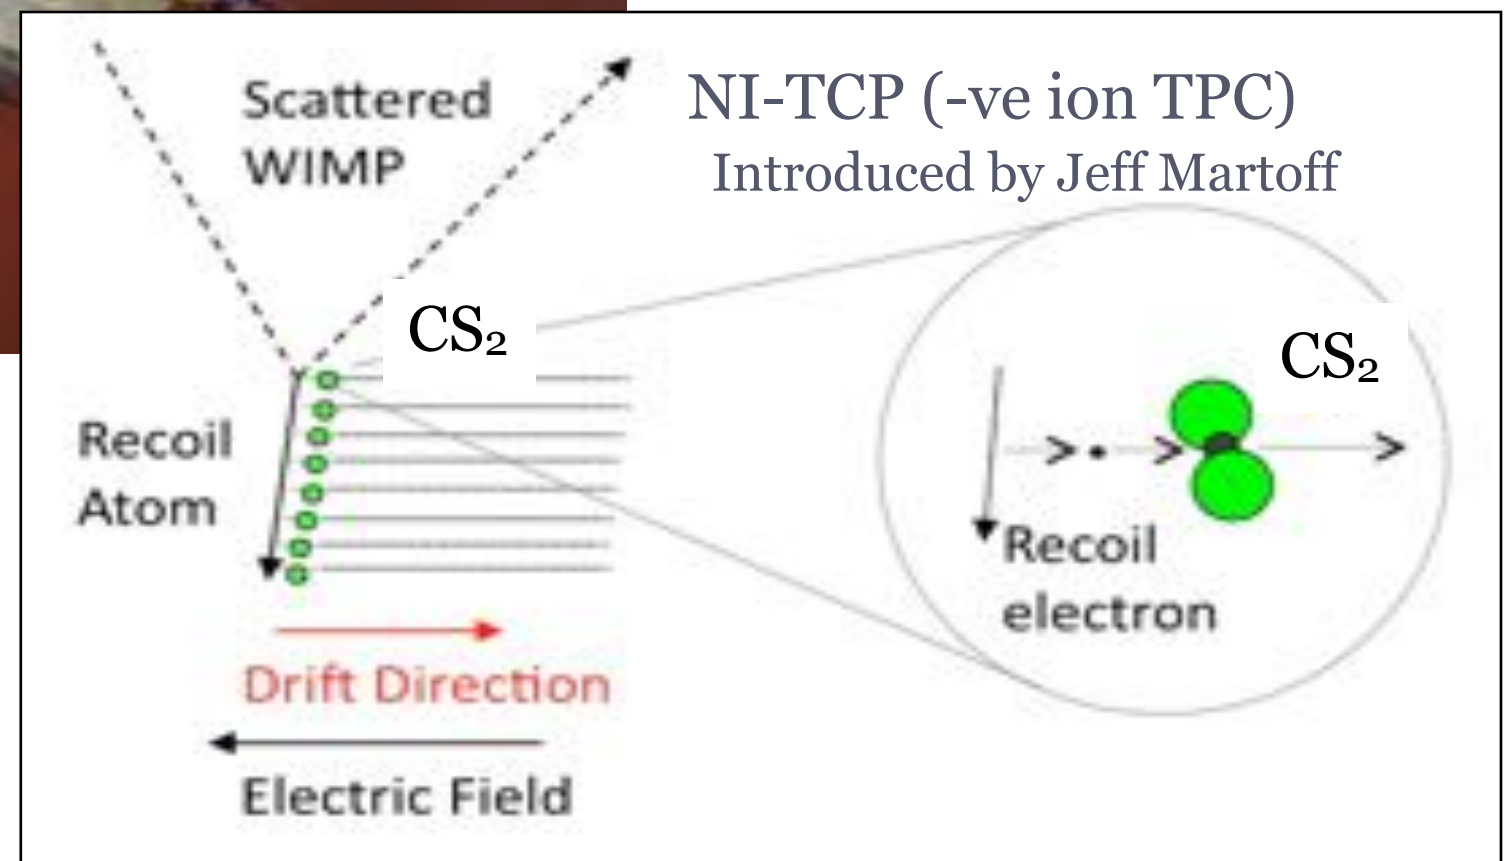 NI-TCP (-ve ion TPC)
Introduced by Jeff Martoff
Scattered
WIMP
CS₂
CS₂
Recoil
Atom
Recoil
electron
Drift Direction
Electric Field